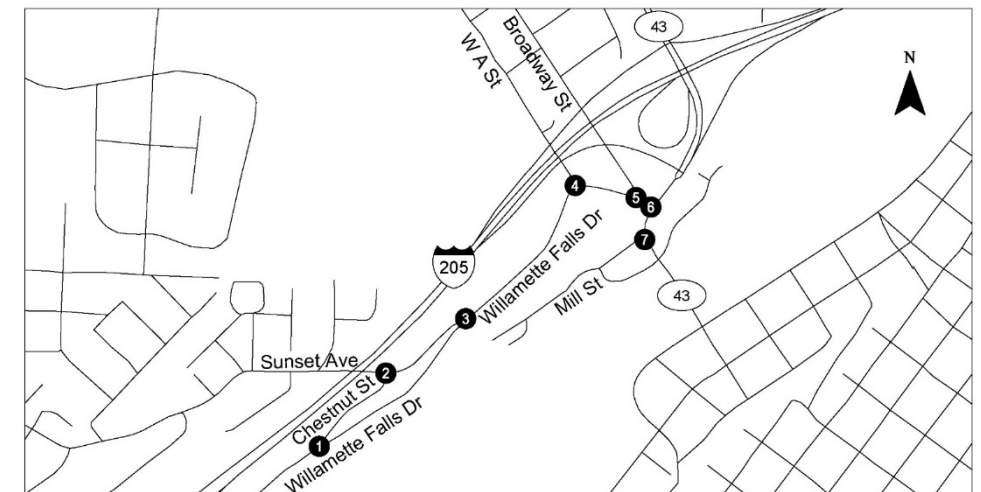 43
W A St
Broadway St
N
4
5
6
7
205
Willamette Falls Dr
Mill St
43
3
Sunset Ave
2
Chestnut St
1
Willamette Falls Dr